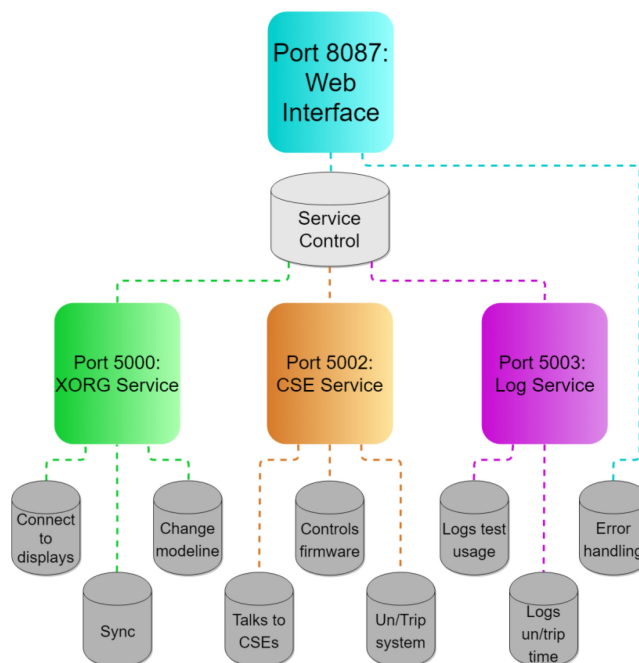 Port 8087:
Web
Interface
Service
Control
Port 5000:
XORG Service
Port 5002:
CSE Service
Port 5003:
Log Service
Connect
to
displays
Change
modeline
Controls
firmware
Logs test
usage
Error
handling
Sync
Talks to
CSEs
Un/Trip
system
Logs
un/trip
time